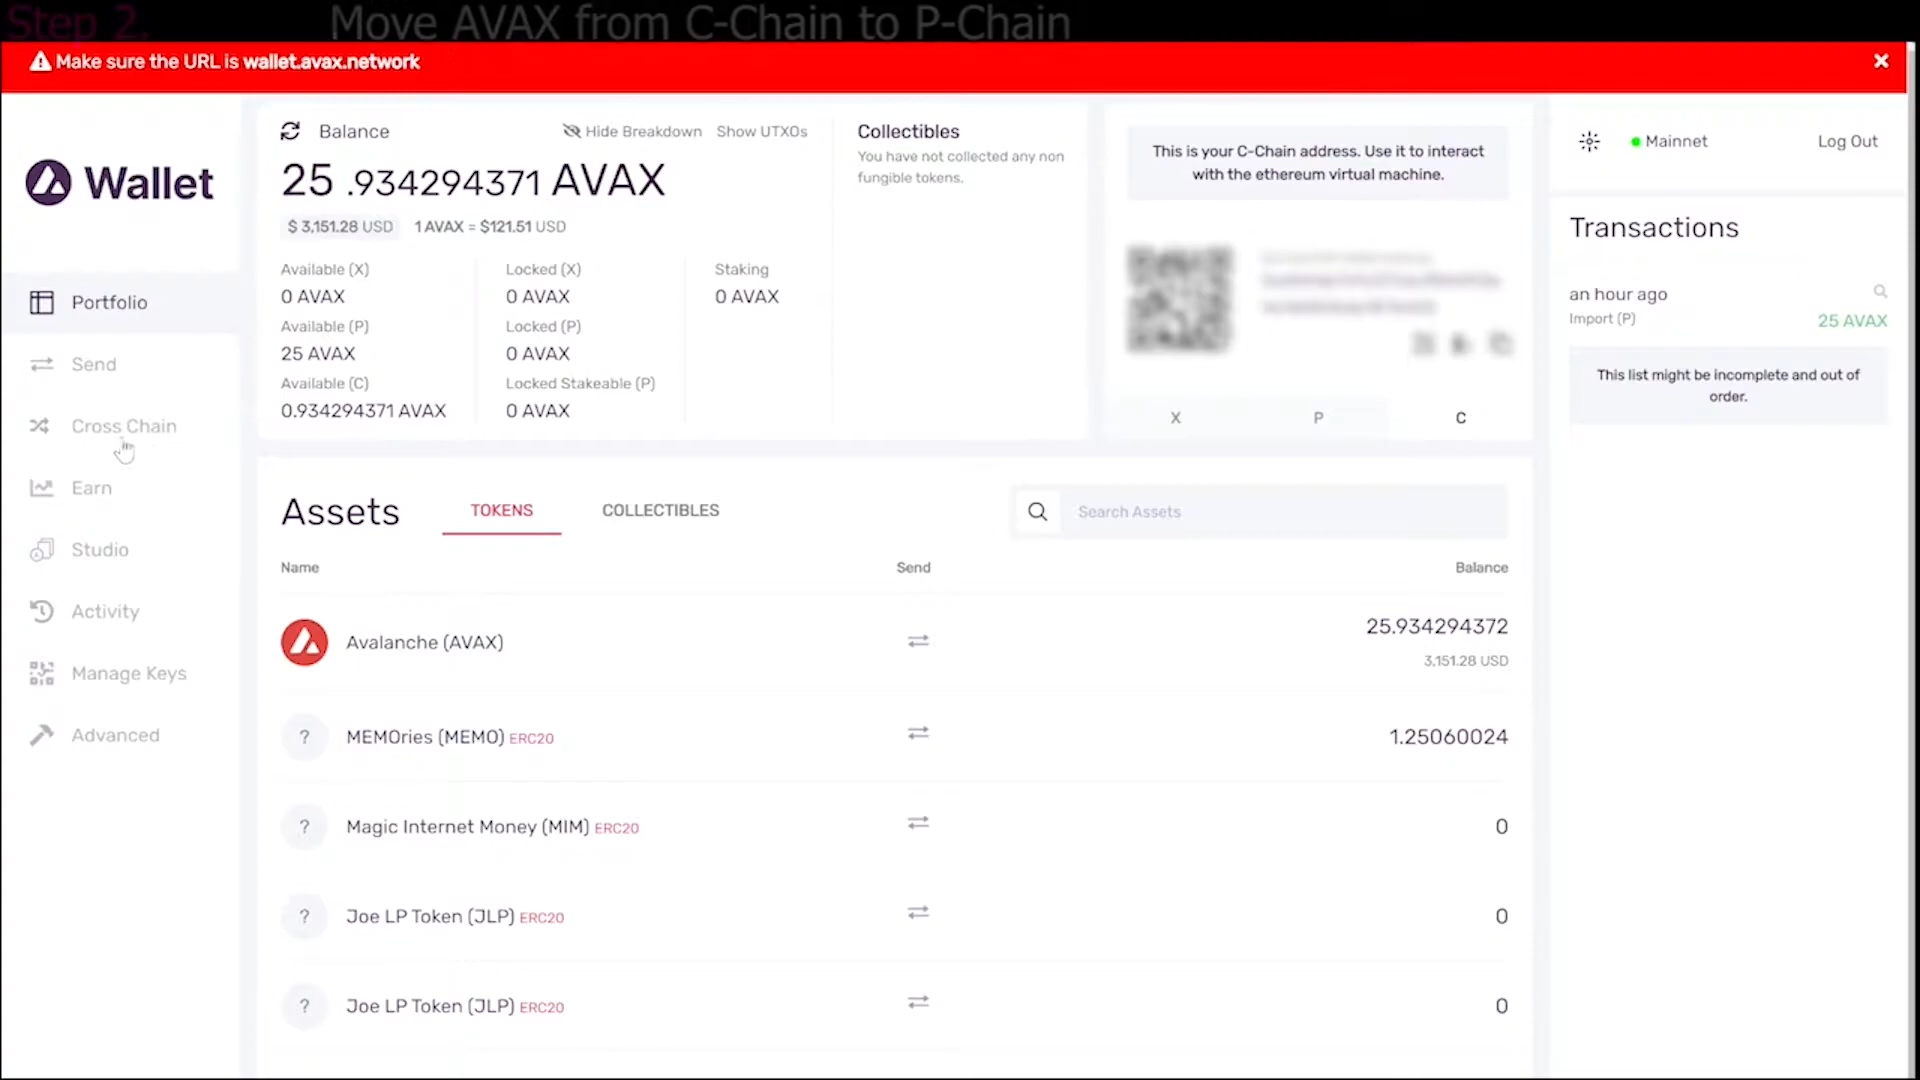 Step 2.
Move AVAX from C-Chain to P-Chain
Make sure the URL is wallet.avax.network
Wallet
Portfolio
Send
Cross Chain
Earn
Studio
Activity
Manage Keys
Advanced
Balance
Hide Breakdown
Show UTXOs
25 .934294371 AVAX
$ 3,151.28 USD
1 AVAX = $121.51 USD
Available (X)
0 AVAX
Available (P)
25 AVAX
Available (C)
0.934294371 AVAX
Locked (X)
0 AVAX
Locked (P)
0 AVAX
Locked Stakeable (P)
0 AVAX
Staking
0 AVAX
Collectibles
You have not collected any non
fungible tokens.
This is your C-Chain address. Use it to interact
with the ethereum virtual machine.
X
P
C
Mainnet
Log Out
Transactions
an hour ago
Import (P)
25 AVAX
This list might be incomplete and out of
order.
Assets
TOKENS
COLLECTIBLES
Search Assets
Name
Send
Balance
Avalanche (AVAX)
25.934294372
3,151.28 USD
?
MEMOries (MEMO) ERC20
1.25060024
?
Magic Internet Money (MIM) ERC20
0
?
Joe LP Token (JLP) ERC20
0
?
Joe LP Token (JLP) ERC20
0